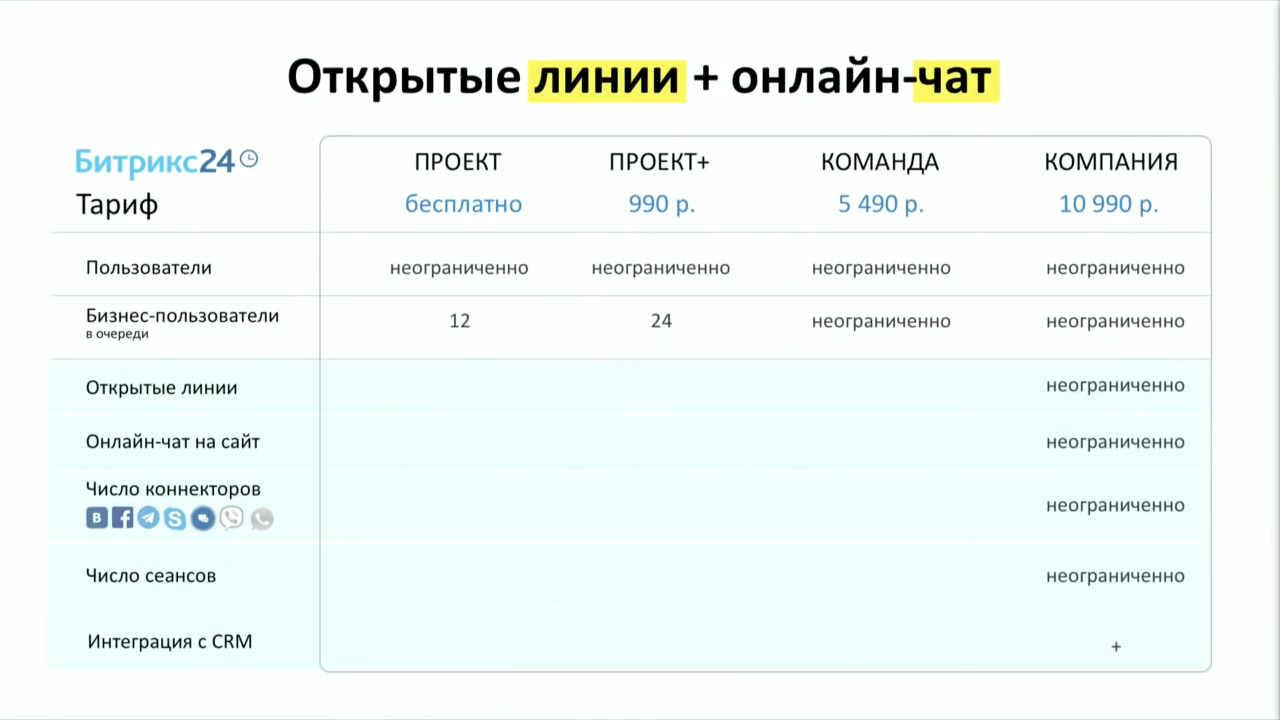 Открытые линии + онлайн-чат
Битрикс24 ПРОЕКТ ПРОЕКТ+ КОМАНДА КОМПАНИЯ
Тариф бесплатно 990 р. 5 490 р. 10 990 р.
Пользователи неограниченно неограниченно неограниченно неограниченно
Бизнес-пользователи 12 24 неограниченно неограниченно
в очереди
Открытые линии неограниченно
Онлайн-чат на сайт неограниченно
Число коннекторов неограниченно
Число сеансов неограниченно
Интеграция с CRM +